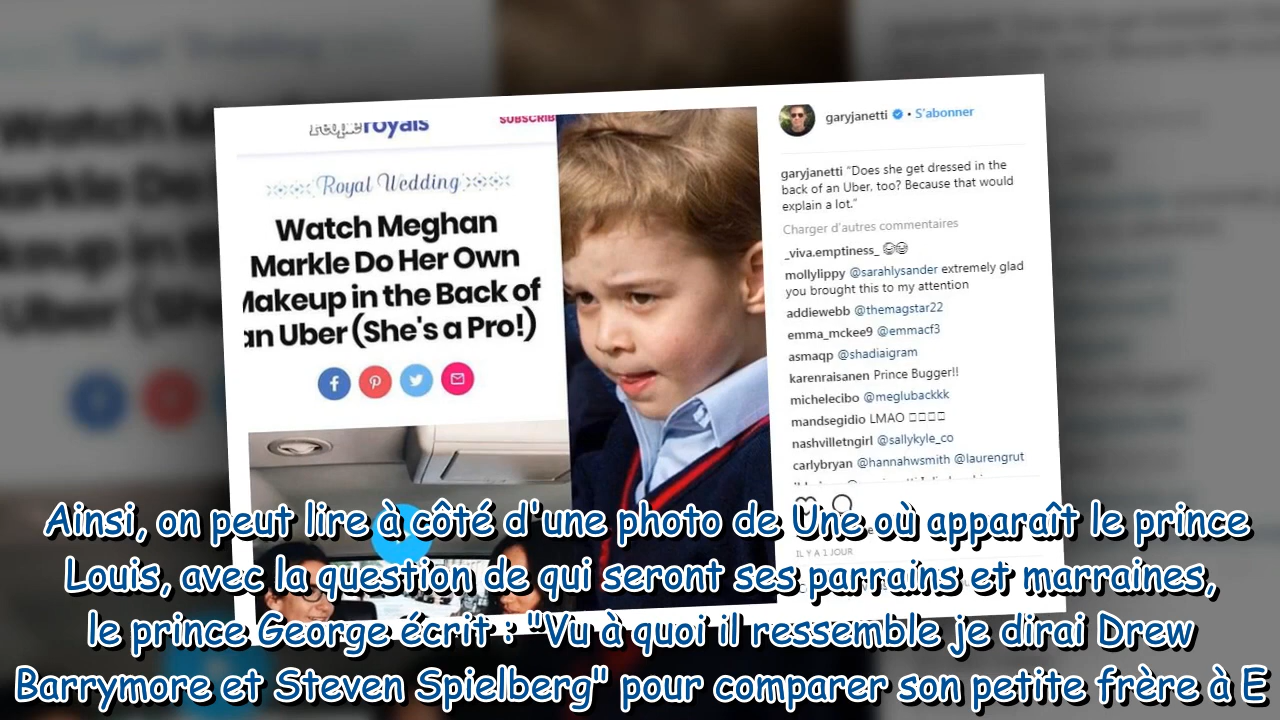 Peopleroyals
SUBSCRIB
Royal Wedding
Watch Meghan
Markle Do Her Own
Makeup in the Back of
an Uber (She's a Pro!)
garyjanetti • S'abonner
garyjanetti "Does she get dressed in the
back of an Uber, too? Because that would
explain a lot."
Charger d'autres commentaires
_viva.emptiness_ 😂😂
mollylippy @sarahlysander extremely glad
you brought this to my attention
addiewebb @themagstar22
emma_mckee9 @emmacf3
asmaqp @shadiaigram
karenraisanen Prince Bugger!!
michelecibo @meglubackkk
mandsegidio LMAO □□□□
nashvilletngirl @sallykyle_co
carlybryan @hannahwsmith @laurengrut
IL Y A 1 JOUR
Ainsi, on peut lire à côté d'une photo de Une où apparaît le prince
Louis, avec la question de qui seront ses parrains et marraines,
le prince George écrit : "Vu à quoi il ressemble je dirai Drew
Barrymore et Steven Spielberg" pour comparer son petite frère à E